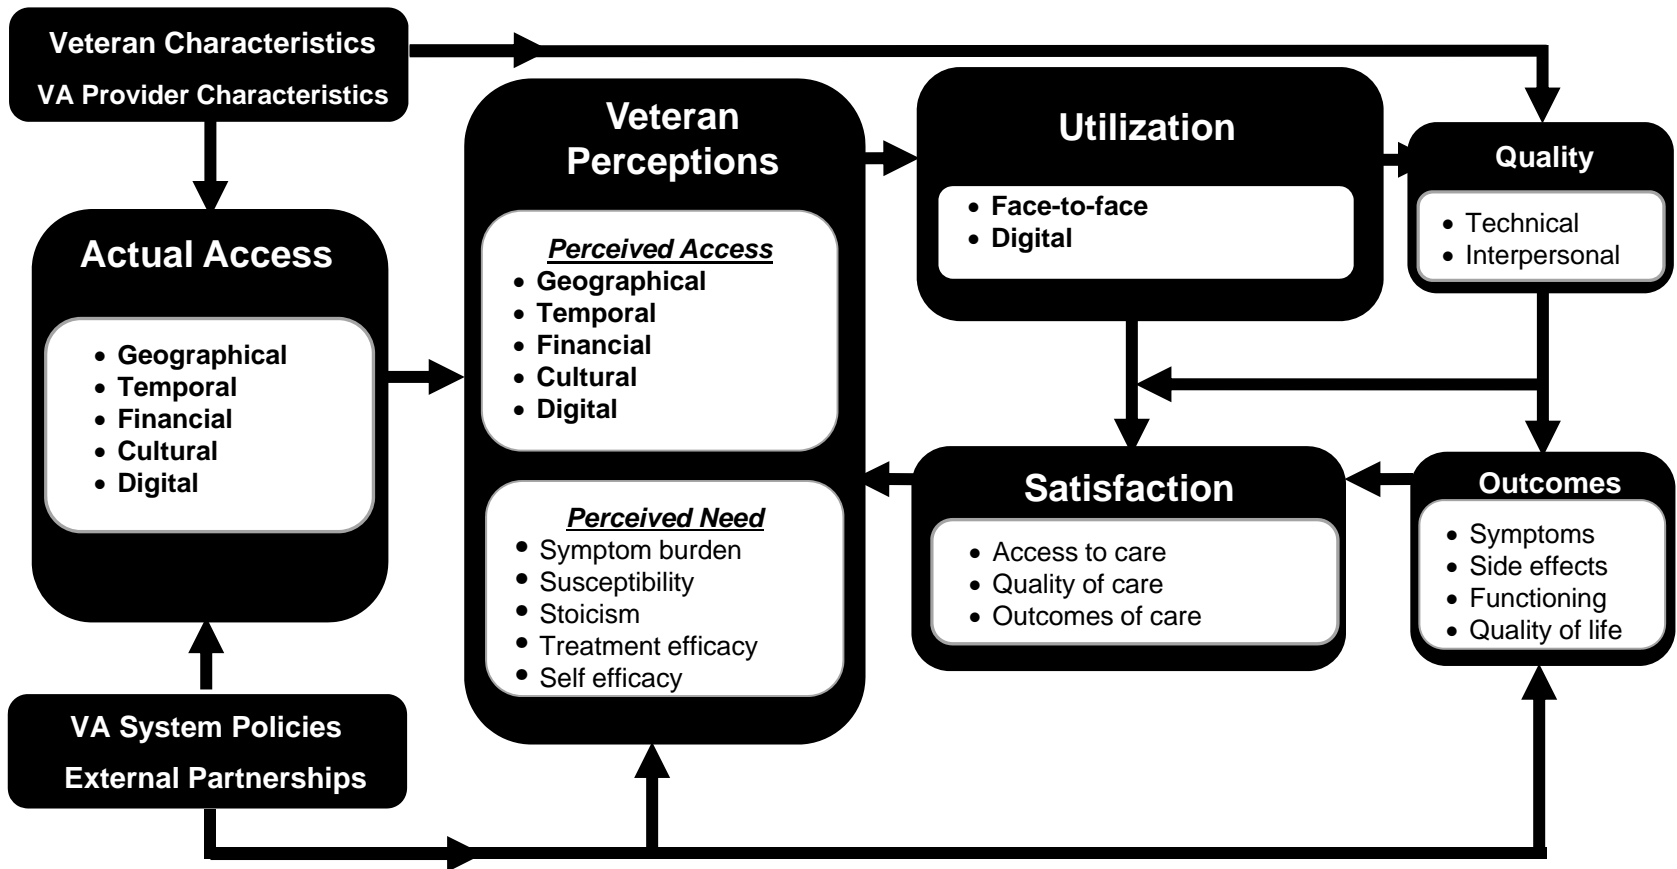 Veteran Characteristics
VA Provider Characteristics
Actual Access
• Geographical
• Temporal
• Financial
• Cultural
• Digital
VA System Policies
External Partnerships
Veteran
Perceptions
Perceived Access
• Geographical
• Temporal
• Financial
• Cultural
• Digital
Perceived Need
• Symptom burden
• Susceptibility
• Stoicism
• Treatment efficacy
• Self efficacy
Utilization
• Face-to-face
• Digital
Satisfaction
• Access to care
• Quality of care
• Outcomes of care
Quality
• Technical
• Interpersonal
Outcomes
• Symptoms
• Side effects
• Functioning
• Quality of life